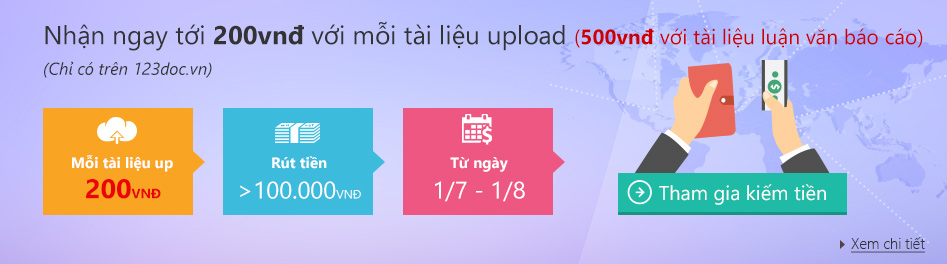 Nhận ngay tới 200vnđ với mỗi tài liệu upload (500vnđ với tài liệu luận văn báo cáo)
(Chỉ có trên 123doc.vn)
Mỗi tài liệu up
200VNĐ
Rút tiền
>100.000VNĐ
Từ ngày
1/7 - 1/8
Tham gia kiếm tiền
Xem chi tiết